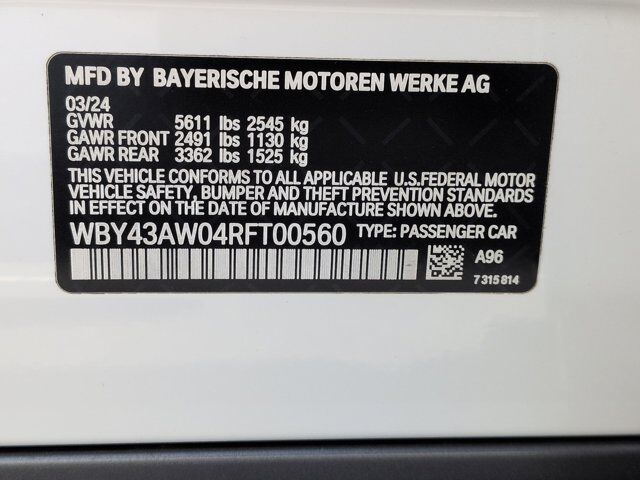 MFD BY BAYERISCHE MOTOREN WERKE AG
03/24
GVWR 5611 lbs 2545 kg
GAWR FRONT 2491 lbs 1130 kg
GAWR REAR 3362 lbs 1525 kg
THIS VEHICLE CONFORMS TO ALL APPLICABLE U.S.FEDERAL MOTOR
VEHICLE SAFETY, BUMPER AND THEFT PREVENTION STANDARDS
IN EFFECT ON THE DATE OF MANUFACTURE SHOWN ABOVE.
WBY43AW04RFT00560 TYPE: PASSENGER CAR
A96
7 315 814